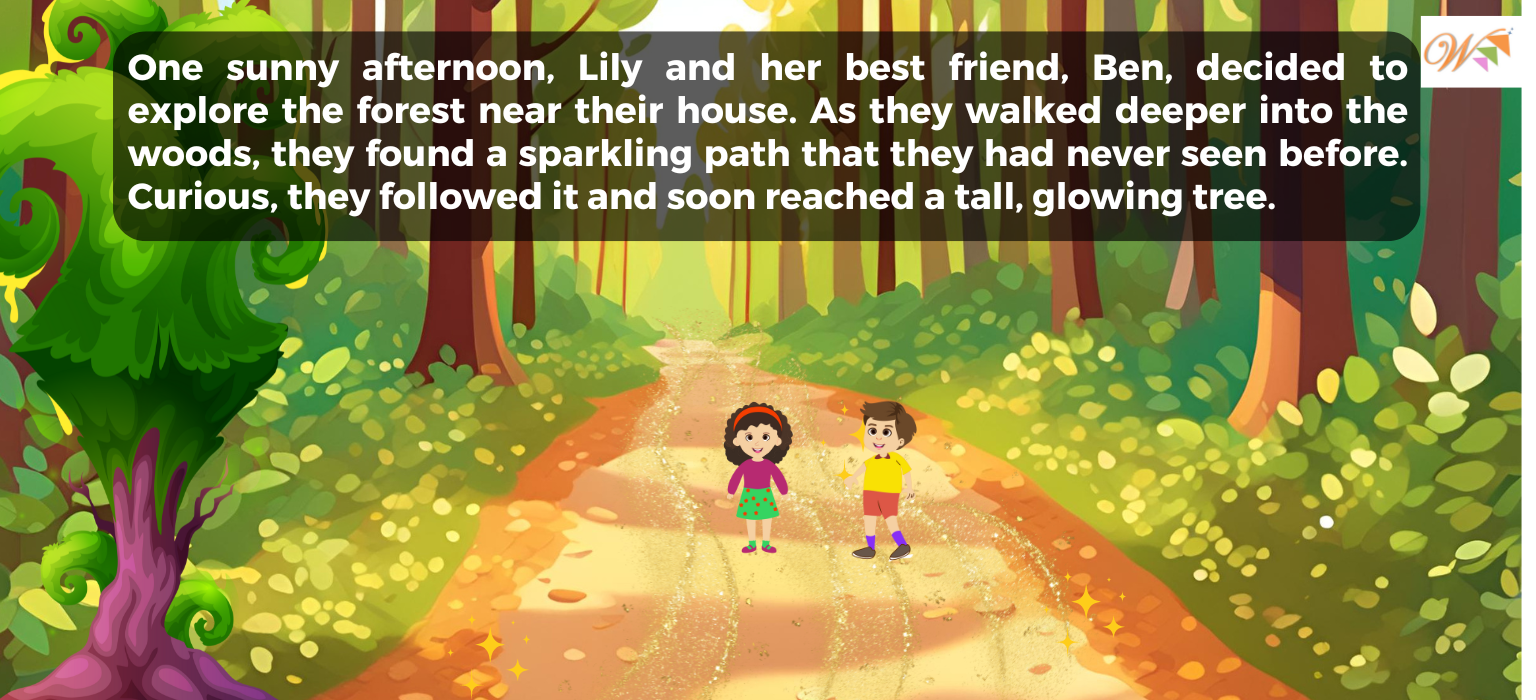 One sunny afternoon, Lily and her best friend, Ben, decided to
explore the forest near their house. As they walked deeper into the
woods, they found a sparkling path that they had never seen before.
Curious, they followed it and soon reached a tall, glowing tree.
W